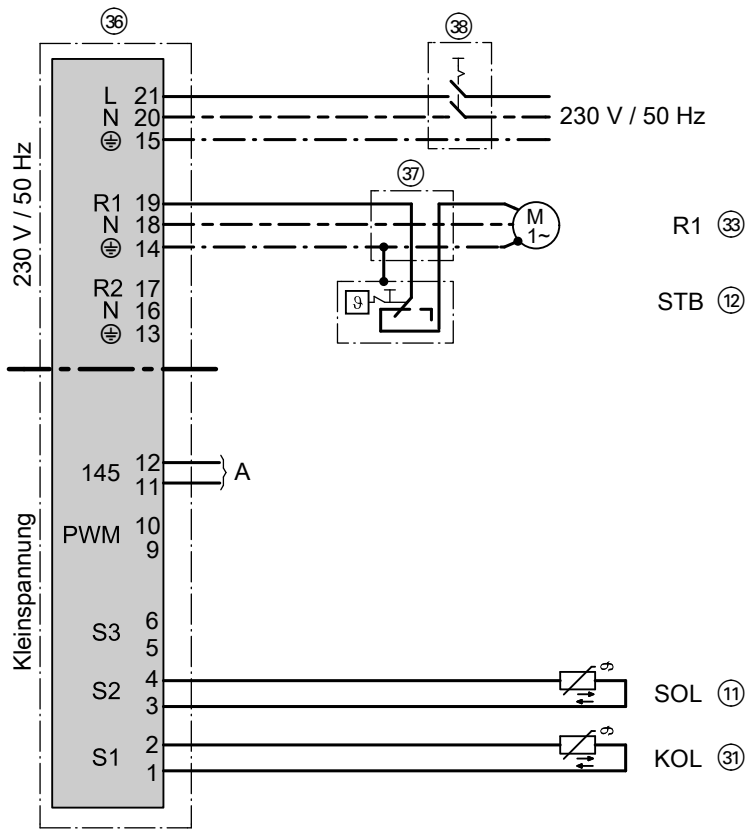 36
38
L 21
N 20
15
230 V / 50 Hz
230 V / 50 Hz
37
R1 19
N 18
14
M
1~
R1 33
R2 17
N 16
13
ϑ
STB 12
145 12
11
A
PWM 10
9
Kleinspannung
S3 6
5
ϑ
S2 4
3
SOL 11
ϑ
S1 2
1
KOL 31